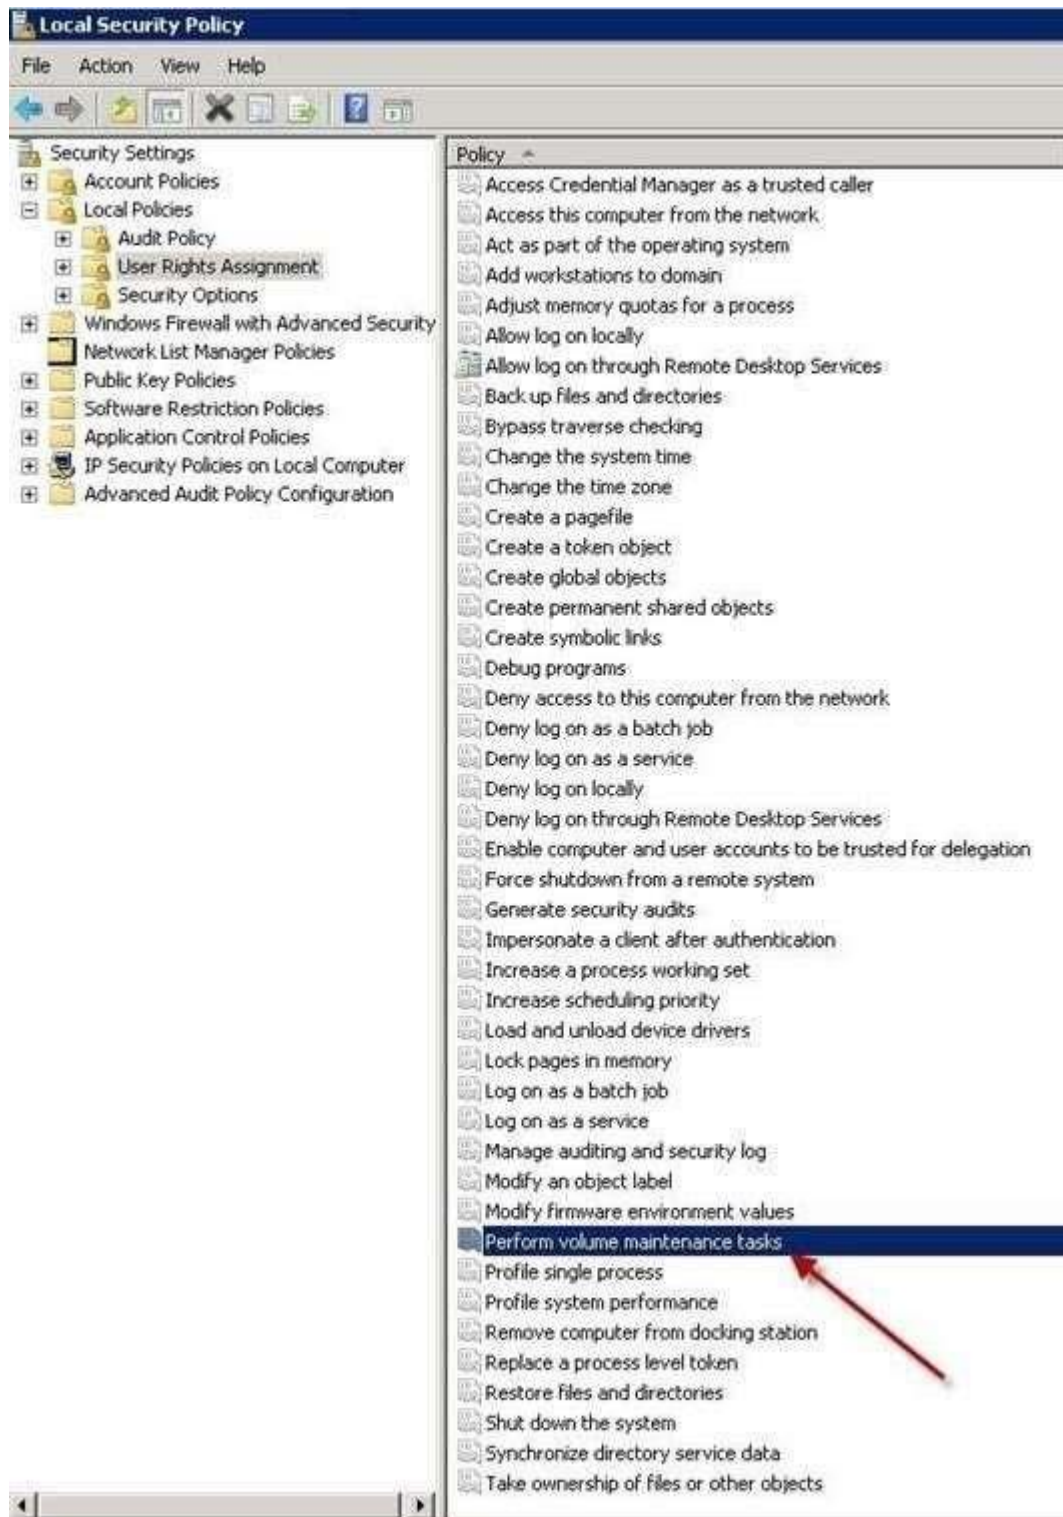 Local Security Policy
File Action View Help
Security Settings
Account Policies
Local Policies
Audit Policy
User Rights Assignment
Security Options
Windows Firewall with Advanced Security
Network List Manager Policies
Public Key Policies
Software Restriction Policies
Application Control Policies
IP Security Policies on Local Computer
Advanced Audit Policy Configuration
Policy
Access Credential Manager as a trusted caller
Access this computer from the network
Act as part of the operating system
Add workstations to domain
Adjust memory quotas for a process
Allow log on locally
Allow log on through Remote Desktop Services
Back up files and directories
Bypass traverse checking
Change the system time
Change the time zone
Create a pagefile
Create a token object
Create global objects
Create permanent shared objects
Create symbolic links
Debug programs
Deny access to this computer from the network
Deny log on as a batch job
Deny log on as a service
Deny log on locally
Deny log on through Remote Desktop Services
Enable computer and user accounts to be trusted for delegation
Force shutdown from a remote system
Generate security audits
Impersonate a client after authentication
Increase a process working set
Increase scheduling priority
Load and unload device drivers
Lock pages in memory
Log on as a batch job
Log on as a service
Manage auditing and security log
Modify an object label
Modify firmware environment values
Perform volume maintenance tasks
Profile single process
Profile system performance
Remove computer from docking station
Replace a process level token
Restore files and directories
Shut down the system
Synchronize directory service data
Take ownership of files or other objects